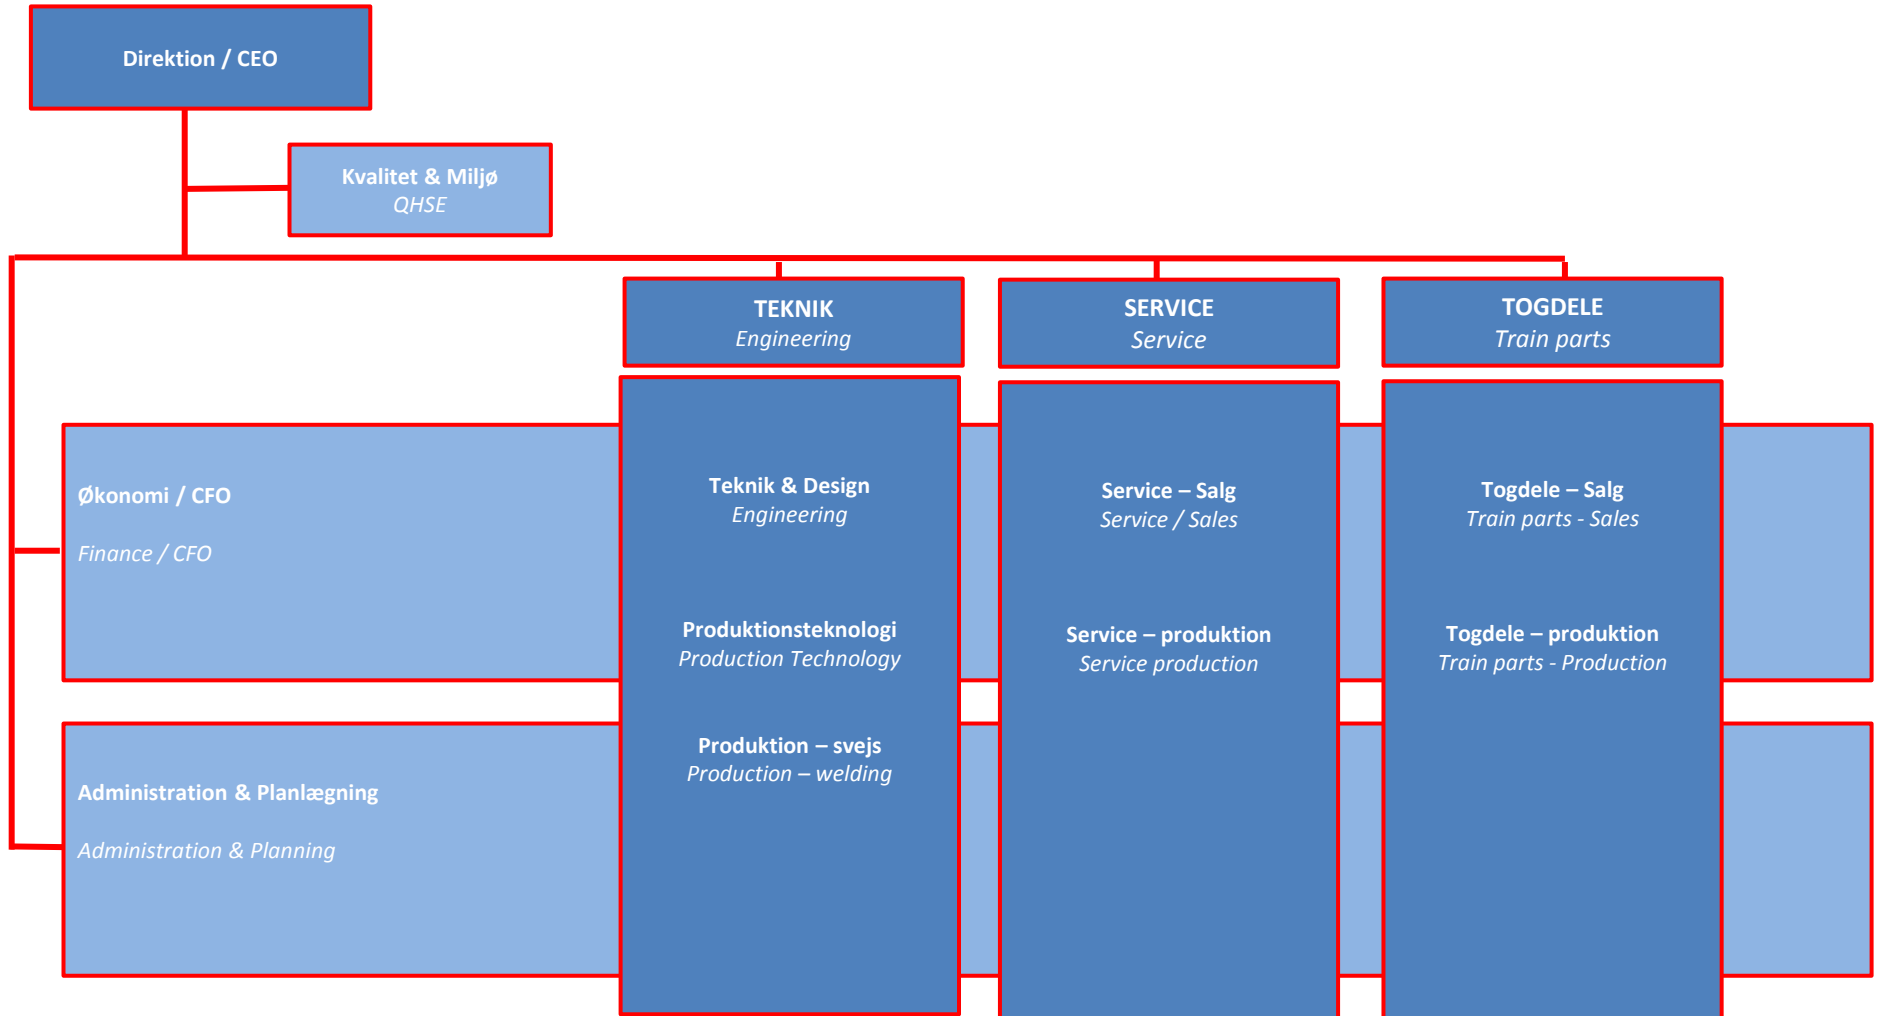 Direktion / CEO
Kvalitet & Miljø
QHSE
TEKNIK
Engineering
SERVICE
Service
TOGDELE
Train parts
Økonomi / CFO
Finance / CFO
Teknik & Design
Engineering
Produktionsteknologi
Production Technology
Produktion – svejs
Production – welding
Service – Salg
Service / Sales
Service – produktion
Service production
Togdele – Salg
Train parts - Sales
Togdele – produktion
Train parts - Production
Administration & Planlægning
Administration & Planning